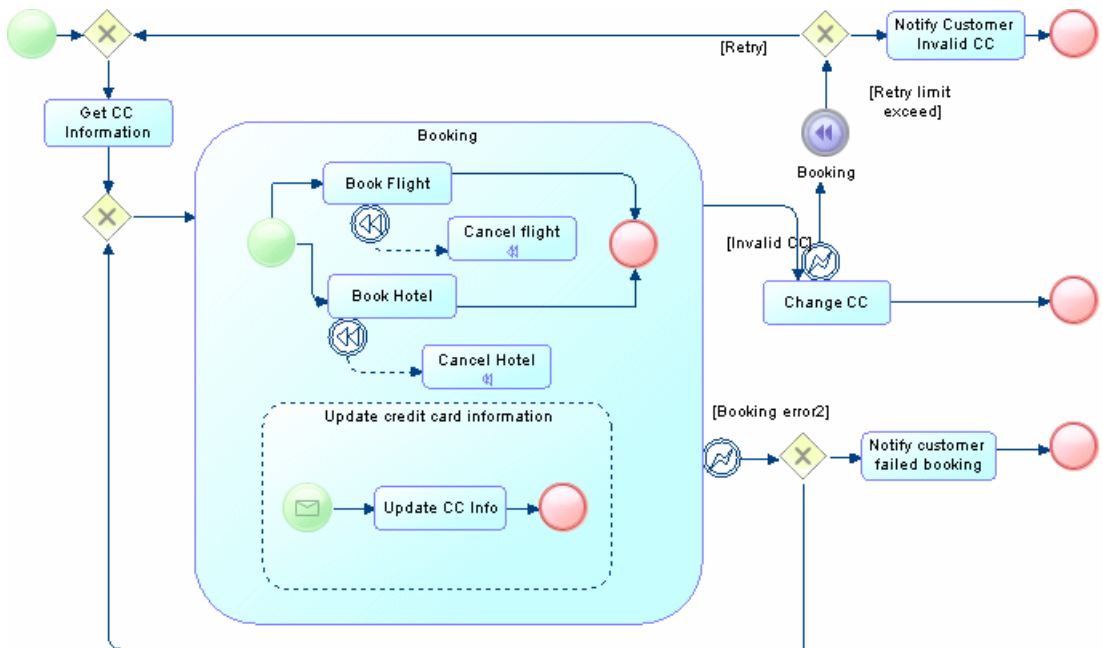 Notify Customer
Invalid CC
[Retry]
[Retry limit
exceed]
Get CC
Information
Booking
Booking
Book Flight
Cancel flight
[Invalid CC]
Book Hotel
Change CC
Cancel Hotel
Update credit card information
[Booking error2]
Notify customer
failed booking
Update CC Info